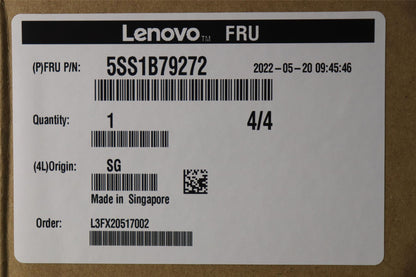 Lenovo™ FRU
(P)FRU P/N: 5SS1B79272 2022-05-20 09:45:46
Quantity: 1 4/4
(4L)Origin: SG
Made in Singapore
Order: L3FX20517002